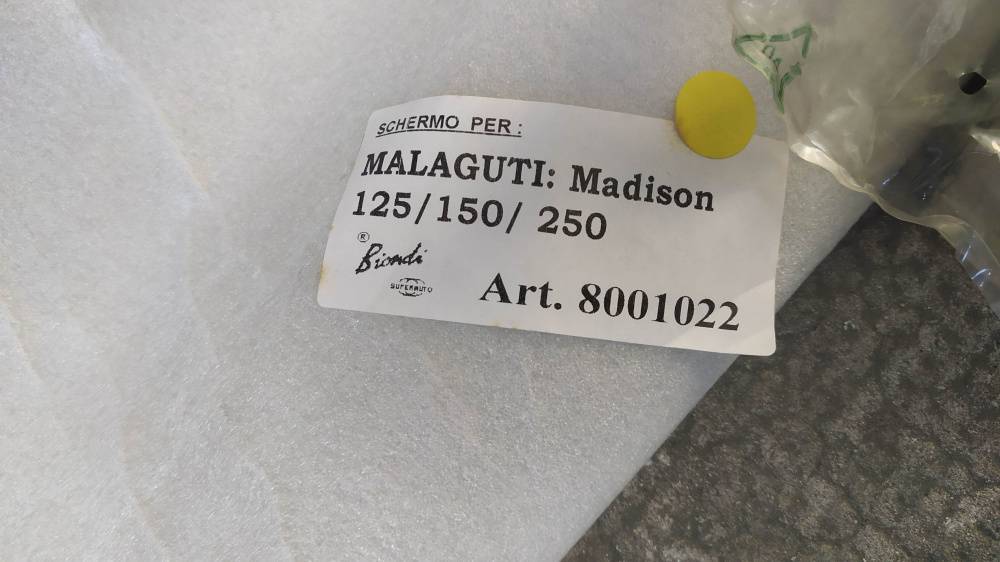 SCHERMO PER:
MALAGUTI: Madison
125/150/ 250
®
Biondi
SUPERAUTO
Art. 8001022